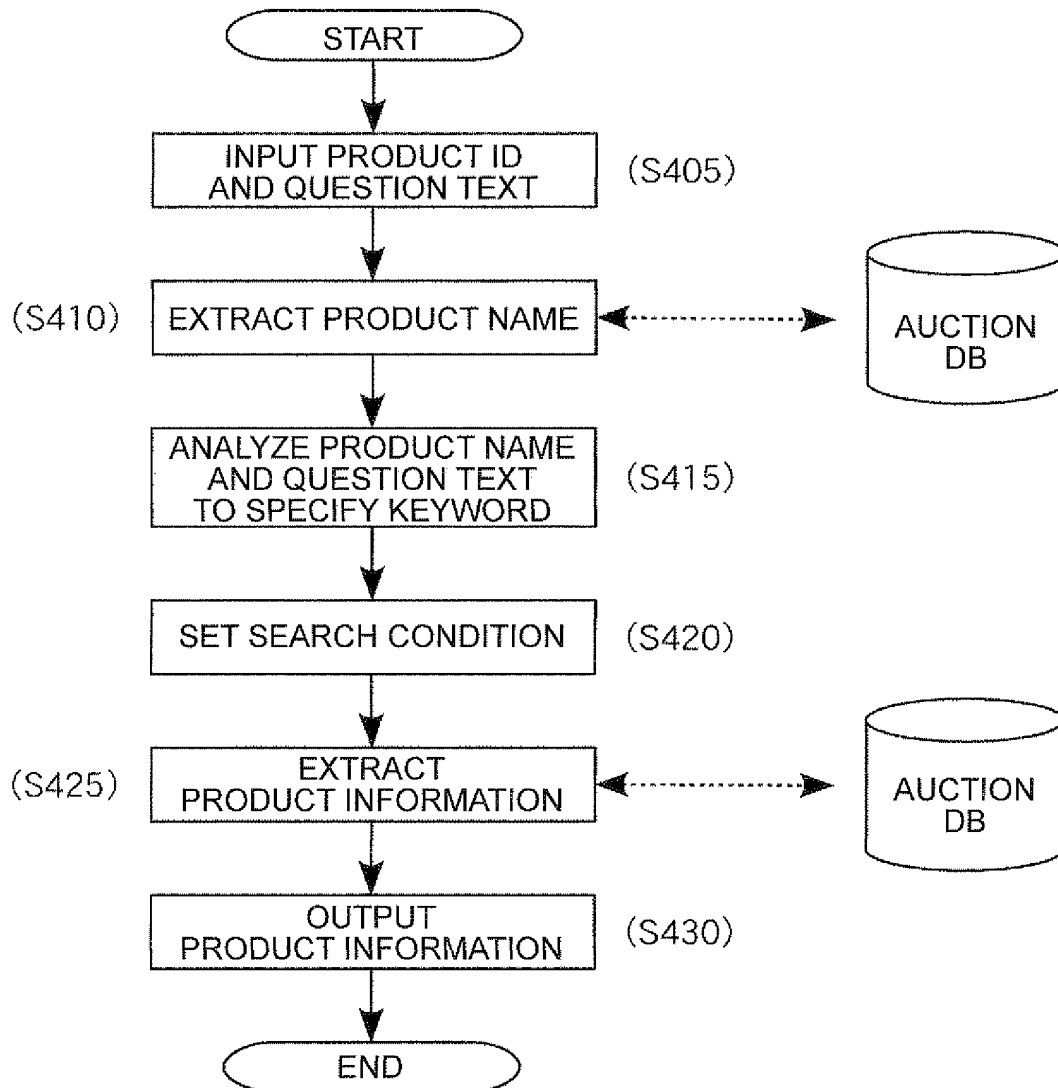 START
INPUT PRODUCT ID
AND QUESTION TEXT
(S405)
(S410)
EXTRACT PRODUCT NAME
AUCTION
DB
ANALYZE PRODUCT NAME
AND QUESTION TEXT
TO SPECIFY KEYWORD
(S415)
SET SEARCH CONDITION
(S420)
(S425)
EXTRACT
PRODUCT INFORMATION
AUCTION
DB
OUTPUT
PRODUCT INFORMATION
(S430)
END